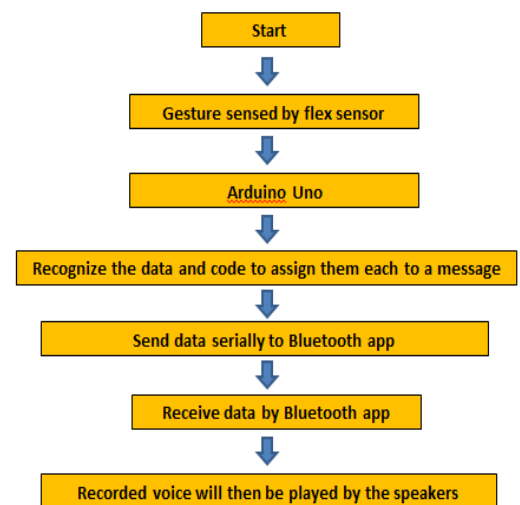 Start
Gesture sensed by flex sensor
Arduino Uno
Recognize the data and code to assign them each to a message
Send data serially to Bluetooth app
Receive data by Bluetooth app
Recorded voice will then be played by the speakers